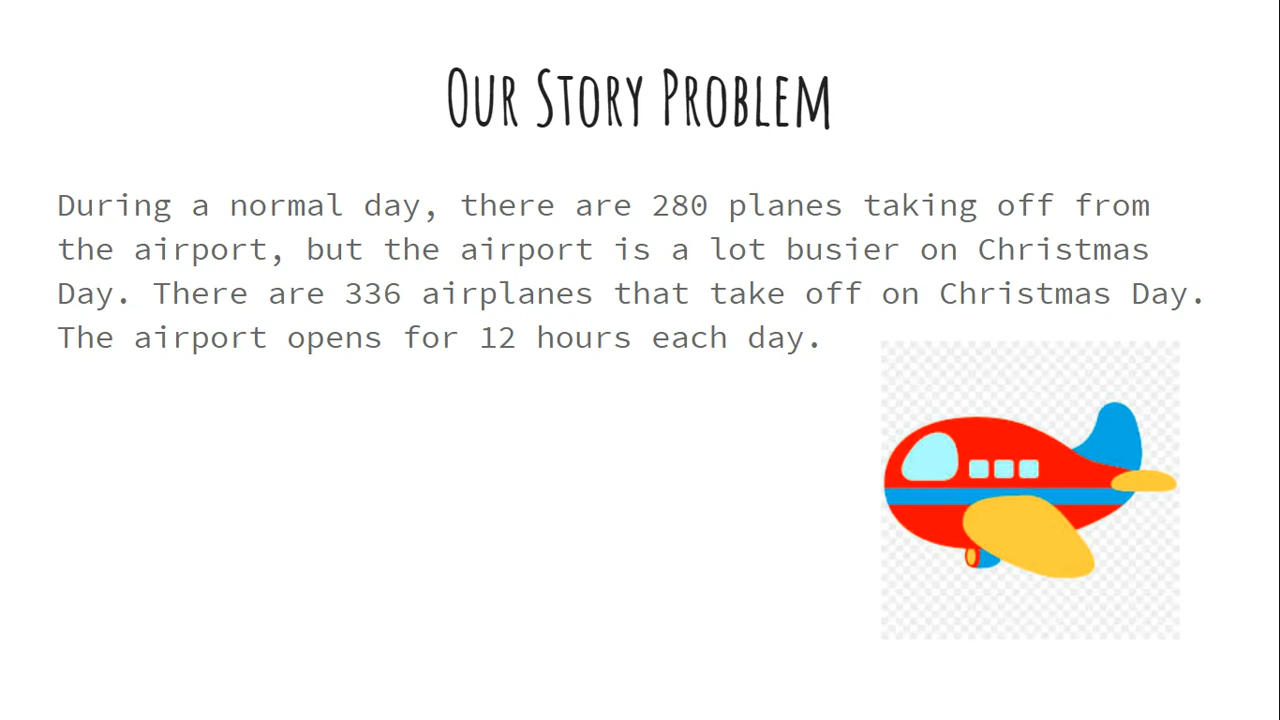 Our Story Problem
During a normal day, there are 280 planes taking off from
the airport, but the airport is a lot busier on Christmas
Day. There are 336 airplanes that take off on Christmas Day.
The airport opens for 12 hours each day.